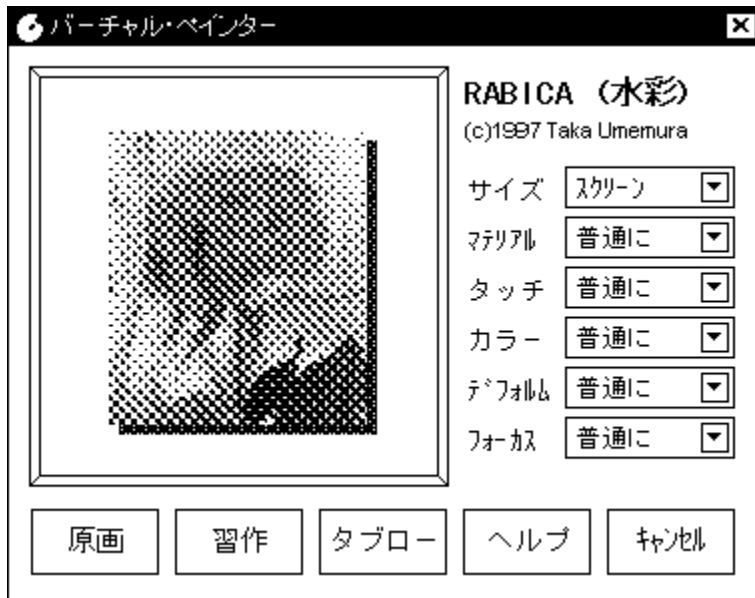 バーチャル・ペインター
RABICA (水彩)
(c)1997 Taka Umemura
サイズ スクリーン
マテリアル 普通に
タッチ 普通に
カラー 普通に
デフォルム 普通に
フォーカス 普通に
原画 習作 タブロー ヘルプ キャンセル